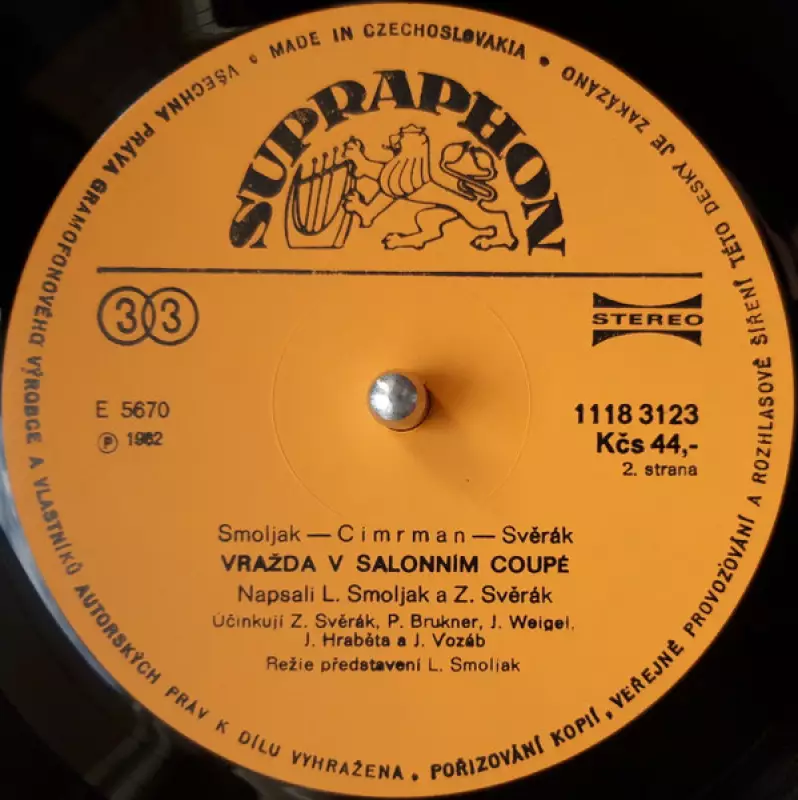 VŠECHNA PRÁVA GRAMOFONOVÉHO VÝROBCE A VLASTNÍKŮ AUTORSKÝCH PRÁV K DÍLU VYHRAŽENA. POŘIZOVÁNÍ KOPIÍ, VEŘEJNÉ PROVOZOVÁNÍ A ROZHLASOVÉ ŠÍŘENÍ TÉTO DESKY JE ZAKÁZÁNO • MADE IN CZECHOSLOVAKIA •
SUPRAPHON
33
STEREO
E 5670
Ⓟ 1982
1118 3123
Kčs 44,-
2. strana
Smoljak — Cimrman — Svěrák
VRAŽDA V SALONNÍM COUPÉ
Napsali L. Smoljak a Z. Svěrák
Účinkují Z. Svěrák, P. Brukner, J. Weigel,
J. Hraběta a J. Vozáb
Režie představení L. Smoljak